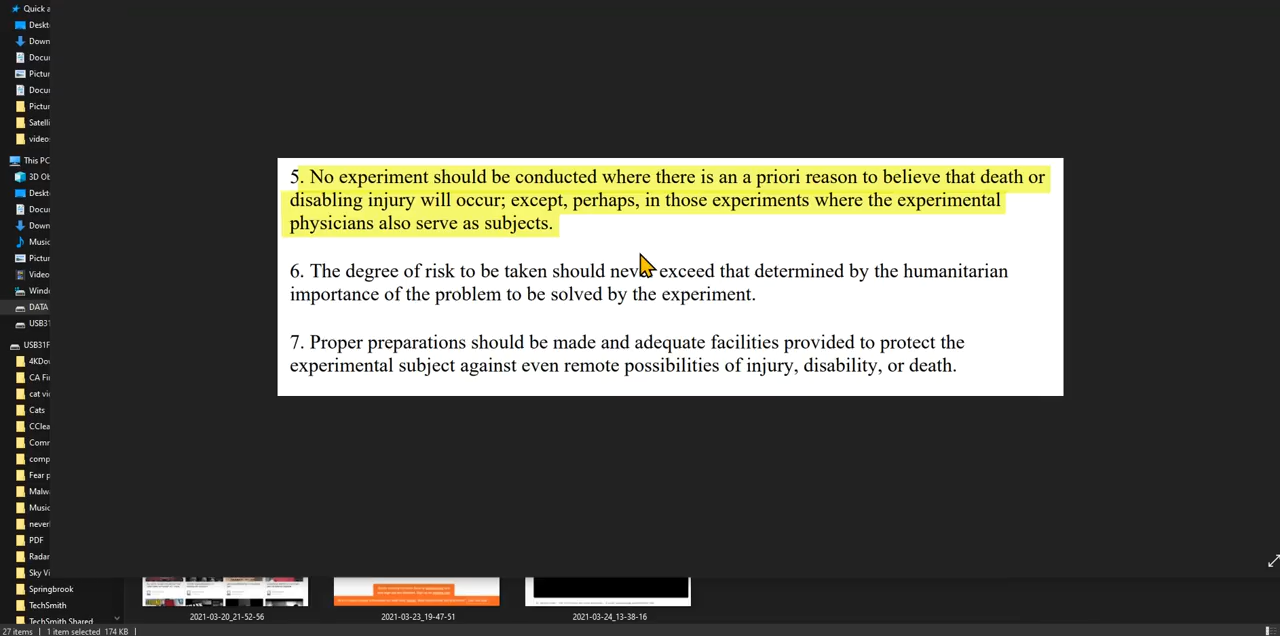 Quick a
Deskt
Down
Docu
Pictur
Docu
Pictur
Satelli
video
This PC
3D Ob
Deskt
Docu
Down
Music
Pictur
Video
Windo
DATA
USB31
USB31F
4KDov
CA Fi
cat vi
Cats
CClea
Comr
comp
Fear p
Malwa
Music
never
PDF
Radar
Sky Vi
Springbrook
TechSmith
TechSmith Shared
5. No experiment should be conducted where there is an a priori reason to believe that death or
disabling injury will occur; except, perhaps, in those experiments where the experimental
physicians also serve as subjects.
6. The degree of risk to be taken should never exceed that determined by the humanitarian
importance of the problem to be solved by the experiment.
7. Proper preparations should be made and adequate facilities provided to protect the
experimental subject against even remote possibilities of injury, disability, or death.
2021-03-20_21-52-56
2021-03-23_19-47-51
2021-03-24_13-38-16
27 items
1 item selected 174 KB